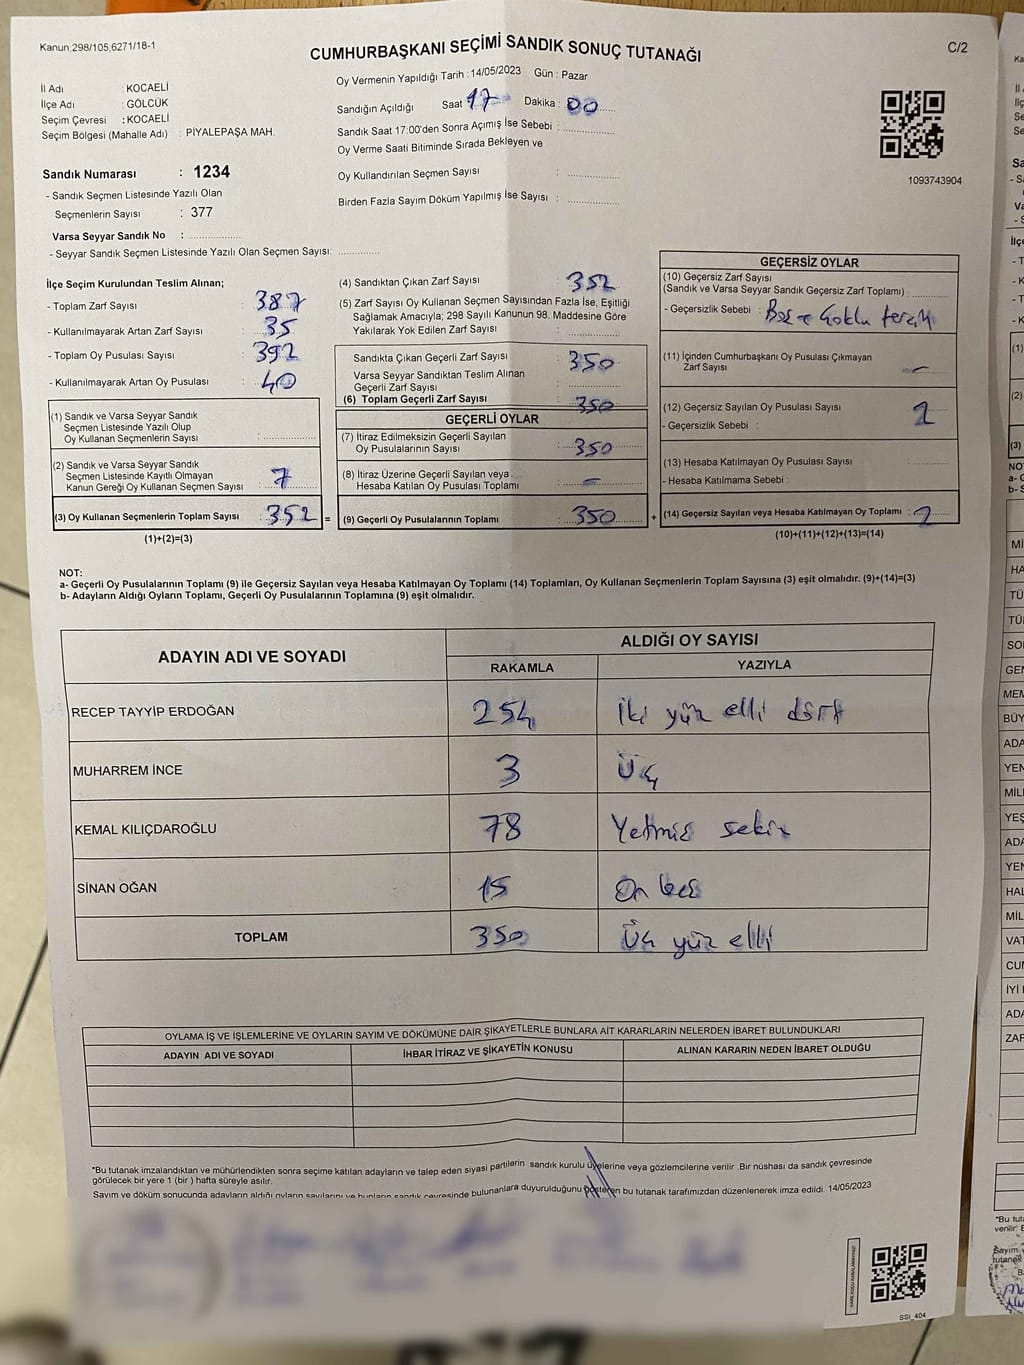 Kanun;298/105;6271/18-1
C/2
CUMHURBAŞKANI SEÇİMİ SANDIK SONUÇ TUTANAĞI
İl Adı : KOCAELİ
İlçe Adı : GÖLCÜK
Seçim Çevresi : KOCAELİ
Seçim Bölgesi (Mahalle Adı) : PİYALEPAŞA MAH.
Oy Vermenin Yapıldığı Tarih : 14/05/2023 Gün : Pazar
Sandığın Açıldığı Saat 17 Dakika : 00
Sandık Saat 17:00'den Sonra Açımış İse Sebebi :
Oy Verme Saati Bitiminde Sırada Bekleyen ve
Oy Kullandırılan Seçmen Sayısı :
Birden Fazla Sayım Döküm Yapılmış İse Sayısı :
1093743904
Sandık Numarası : 1234
- Sandık Seçmen Listesinde Yazılı Olan
Seçmenlerin Sayısı : 377
Varsa Seyyar Sandık No :
- Seyyar Sandık Seçmen Listesinde Yazılı Olan Seçmen Sayısı:
İlçe Seçim Kurulundan Teslim Alınan;
- Toplam Zarf Sayısı : 387
- Kullanılmayarak Artan Zarf Sayısı : 35
- Toplam Oy Pusulası Sayısı : 392
- Kullanılmayarak Artan Oy Pusulası : 40
(1) Sandık ve Varsa Seyyar Sandık
Seçmen Listesinde Yazılı Olup
Oy Kullanan Seçmenlerin Sayısı :
(2) Sandık ve Varsa Seyyar Sandık
Seçmen Listesinde Kayıtlı Olmayan
Kanun Gereği Oy Kullanan Seçmen Sayısı : 7
(3) Oy Kullanan Seçmenlerin Toplam Sayısı : 352 =
(1)+(2)=(3)
(4) Sandıktan Çıkan Zarf Sayısı : 352
(5) Zarf Sayısı Oy Kullanan Seçmen Sayısından Fazla İse, Eşitliği
Sağlamak Amacıyla; 298 Sayılı Kanunun 98. Maddesine Göre
Yakılarak Yok Edilen Zarf Sayısı :
Sandıkta Çıkan Geçerli Zarf Sayısı : 350
Varsa Seyyar Sandıktan Teslim Alınan
Geçerli Zarf Sayısı :
(6) Toplam Geçerli Zarf Sayısı : 350
GEÇERLİ OYLAR
(7) İtiraz Edilmeksizin Geçerli Sayılan
Oy Pusulalarının Sayısı : 350
(8) İtiraz Üzerine Geçerli Sayılan veya
Hesaba Katılan Oy Pusulası Toplamı : -
(9) Geçerli Oy Pusulalarının Toplamı : 350 +
GEÇERSİZ OYLAR
(10) Geçersiz Zarf Sayısı
(Sandık ve Varsa Seyyar Sandık Geçersiz Zarf Toplamı) :
- Geçersizlik Sebebi : Boş - Çoklu tercih
(11) İçinden Cumhurbaşkanı Oy Pusulası Çıkmayan
Zarf Sayısı : -
(12) Geçersiz Sayılan Oy Pusulası Sayısı : 2
- Geçersizlik Sebebi :
(13) Hesaba Katılmayan Oy Pusulası Sayısı :
- Hesaba Katılmama Sebebi :
(14) Geçersiz Sayılan veya Hesaba Katılmayan Oy Toplamı : 2
(10)+(11)+(12)+(13)=(14)
NOT:
a- Geçerli Oy Pusulalarının Toplamı (9) ile Geçersiz Sayılan veya Hesaba Katılmayan Oy Toplamı (14) Toplamları, Oy Kullanan Seçmenlerin Toplam Sayısına (3) eşit olmalıdır. (9)+(14)=(3)
b- Adayların Aldığı Oyların Toplamı, Geçerli Oy Pusulalarının Toplamına (9) eşit olmalıdır.
ADAYIN ADI VE SOYADI
ALDIĞI OY SAYISI
RAKAMLA YAZIYLA
RECEP TAYYİP ERDOĞAN 254 İki yüz elli dört
MUHARREM İNCE 3 Üç
KEMAL KILIÇDAROĞLU 78 Yetmiş sekiz
SİNAN OĞAN 15 On beş
TOPLAM 350 Üç yüz elli
OYLAMA İŞ VE İŞLEMLERİNE VE OYLARIN SAYIM VE DÖKÜMÜNE DAİR ŞİKAYETLERLE BUNLARA AİT KARARLARIN NELERDEN İBARET BULUNDUKLARI
ADAYIN ADI VE SOYADI İHBAR İTİRAZ VE ŞİKAYETİN KONUSU ALINAN KARARIN NEDEN İBARET OLDUĞU
*Bu tutanak imzalandıktan ve mühürlendikten sonra seçime katılan adayların ve talep eden siyasi partilerin sandık kurulu üyelerine veya gözlemcilerine verilir .Bir nüshası da sandık çevresinde
görülecek bir yere 1 (bir ) hafta süreyle asılır.
Sayım ve döküm sonucunda adayların aldığı oyların sayılarını ve bunların sandık çevresinde bulunanlara duyurulduğunu gösteren bu tutanak tarafımızdan düzenlenerek imza edildi. 14/05/2023
SSI_404